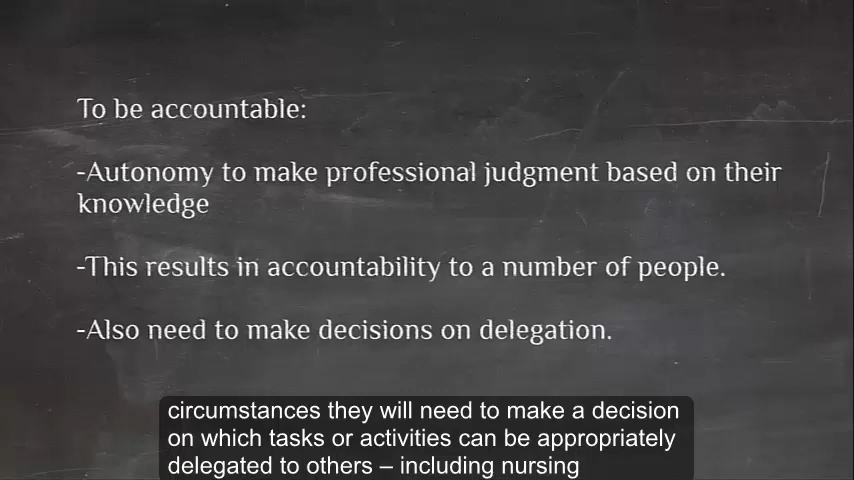 To be accountable:
-Autonomy to make professional judgment based on their
knowledge
-This results in accountability to a number of people.
-Also need to make decisions on delegation.
circumstances they will need to make a decision
on which tasks or activities can be appropriately
delegated to others – including nursing